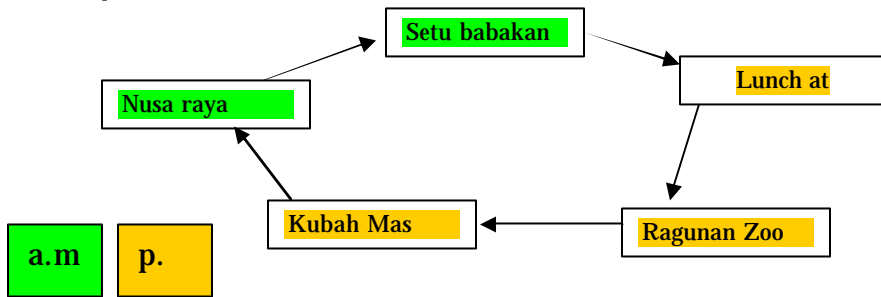 Setu babakan
Lunch at
Nusa raya
Kubah Mas
Ragunan Zoo
a.m
p.